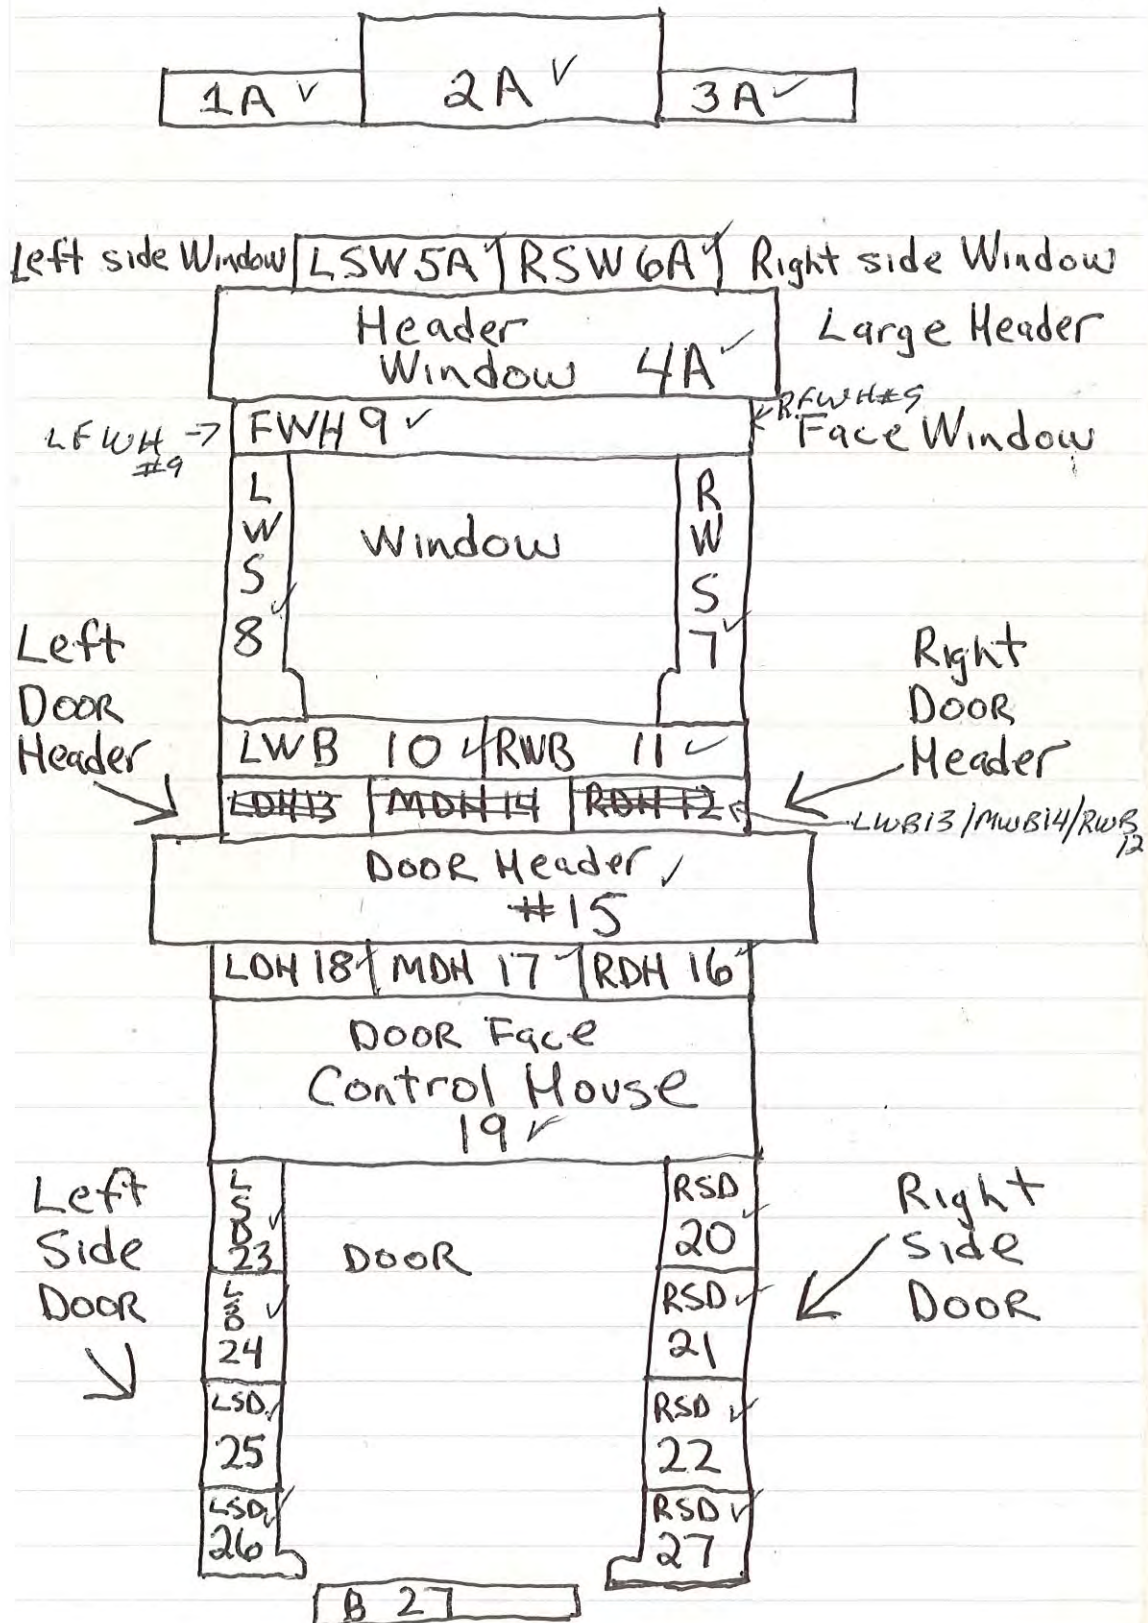 1A ✓ 2A ✓ 3A ✓
Left side Window LSW 5A ✓ RSW 6A ✓ Right side Window
Header Large Header
Window 4A ✓
LFWH → FWH 9 ✓ RFWH#9
#9 Face Window
L R
W Window W
S S
8 ✓ 7 ✓
Left Right
DOOR DOOR
Header Header
LWB 10 ✓ RWB 11 ✓
LDH 13 MDH 14 RDH 12 LWB13/MWB14/RWB
12
DOOR Header ✓
#15
LDH 18 ✓ MDH 17 ✓ RDH 16 ✓
DOOR Face
Control House
19 ✓
Left Right
Side Side
DOOR DOOR
LSD ✓ RSD ✓
23 DOOR 20
LSD ✓ RSD ✓
24 21
LSD ✓ RSD ✓
25 22
LSD ✓ RSD ✓
26 27
B 27